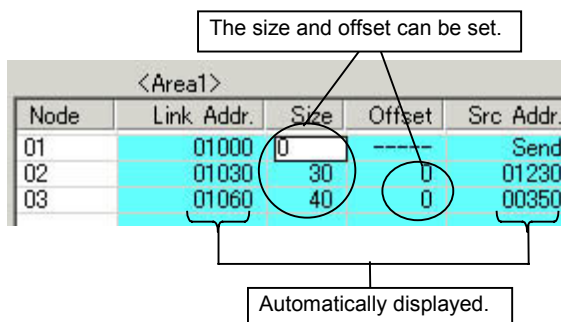 The size and offset can be set.
<Area1>
Node Link Addr. Size Offset Src Addr.
01 01000 0 ----- Send
02 01030 30 0 01230
03 01060 40 0 00350
Automatically displayed.